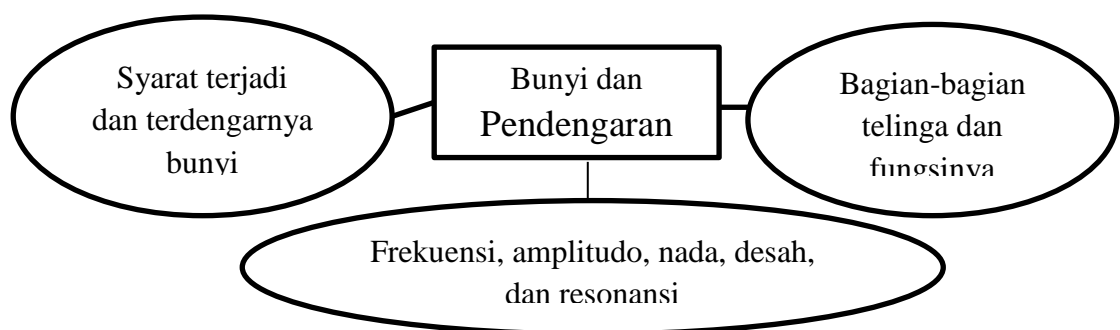 Syarat terjadi
dan terdengarnya
bunyi
Bunyi dan
Pendengaran
Bagian-bagian
telinga dan
fungsinya
Frekuensi, amplitudo, nada, desah,
dan resonansi